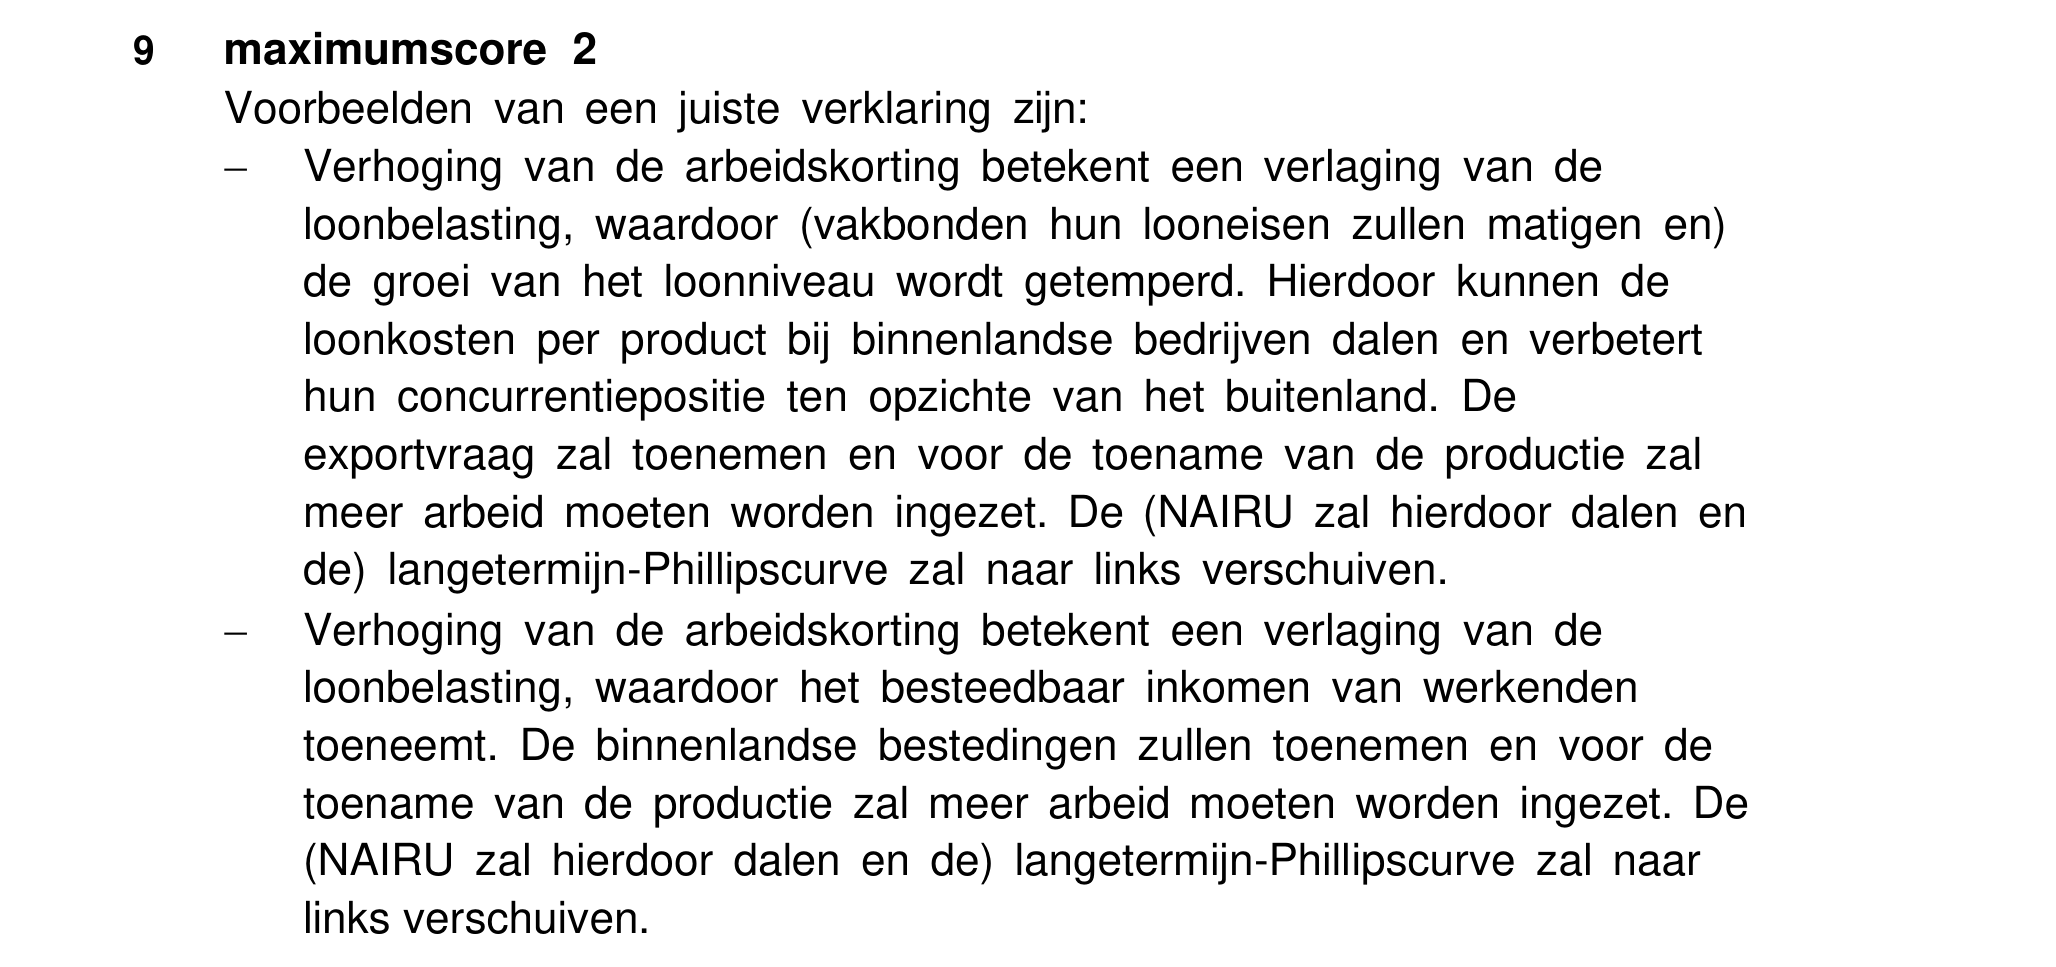 9 maximumscore 2
Voorbeelden van een juiste verklaring zijn:
− Verhoging van de arbeidskorting betekent een verlaging van de
loonbelasting, waardoor (vakbonden hun looneisen zullen matigen en)
de groei van het loonniveau wordt getemperd. Hierdoor kunnen de
loonkosten per product bij binnenlandse bedrijven dalen en verbetert
hun concurrentiepositie ten opzichte van het buitenland. De
exportvraag zal toenemen en voor de toename van de productie zal
meer arbeid moeten worden ingezet. De (NAIRU zal hierdoor dalen en
de) langetermijn-Phillipscurve zal naar links verschuiven.
− Verhoging van de arbeidskorting betekent een verlaging van de
loonbelasting, waardoor het besteedbaar inkomen van werkenden
toeneemt. De binnenlandse bestedingen zullen toenemen en voor de
toename van de productie zal meer arbeid moeten worden ingezet. De
(NAIRU zal hierdoor dalen en de) langetermijn-Phillipscurve zal naar
links verschuiven.